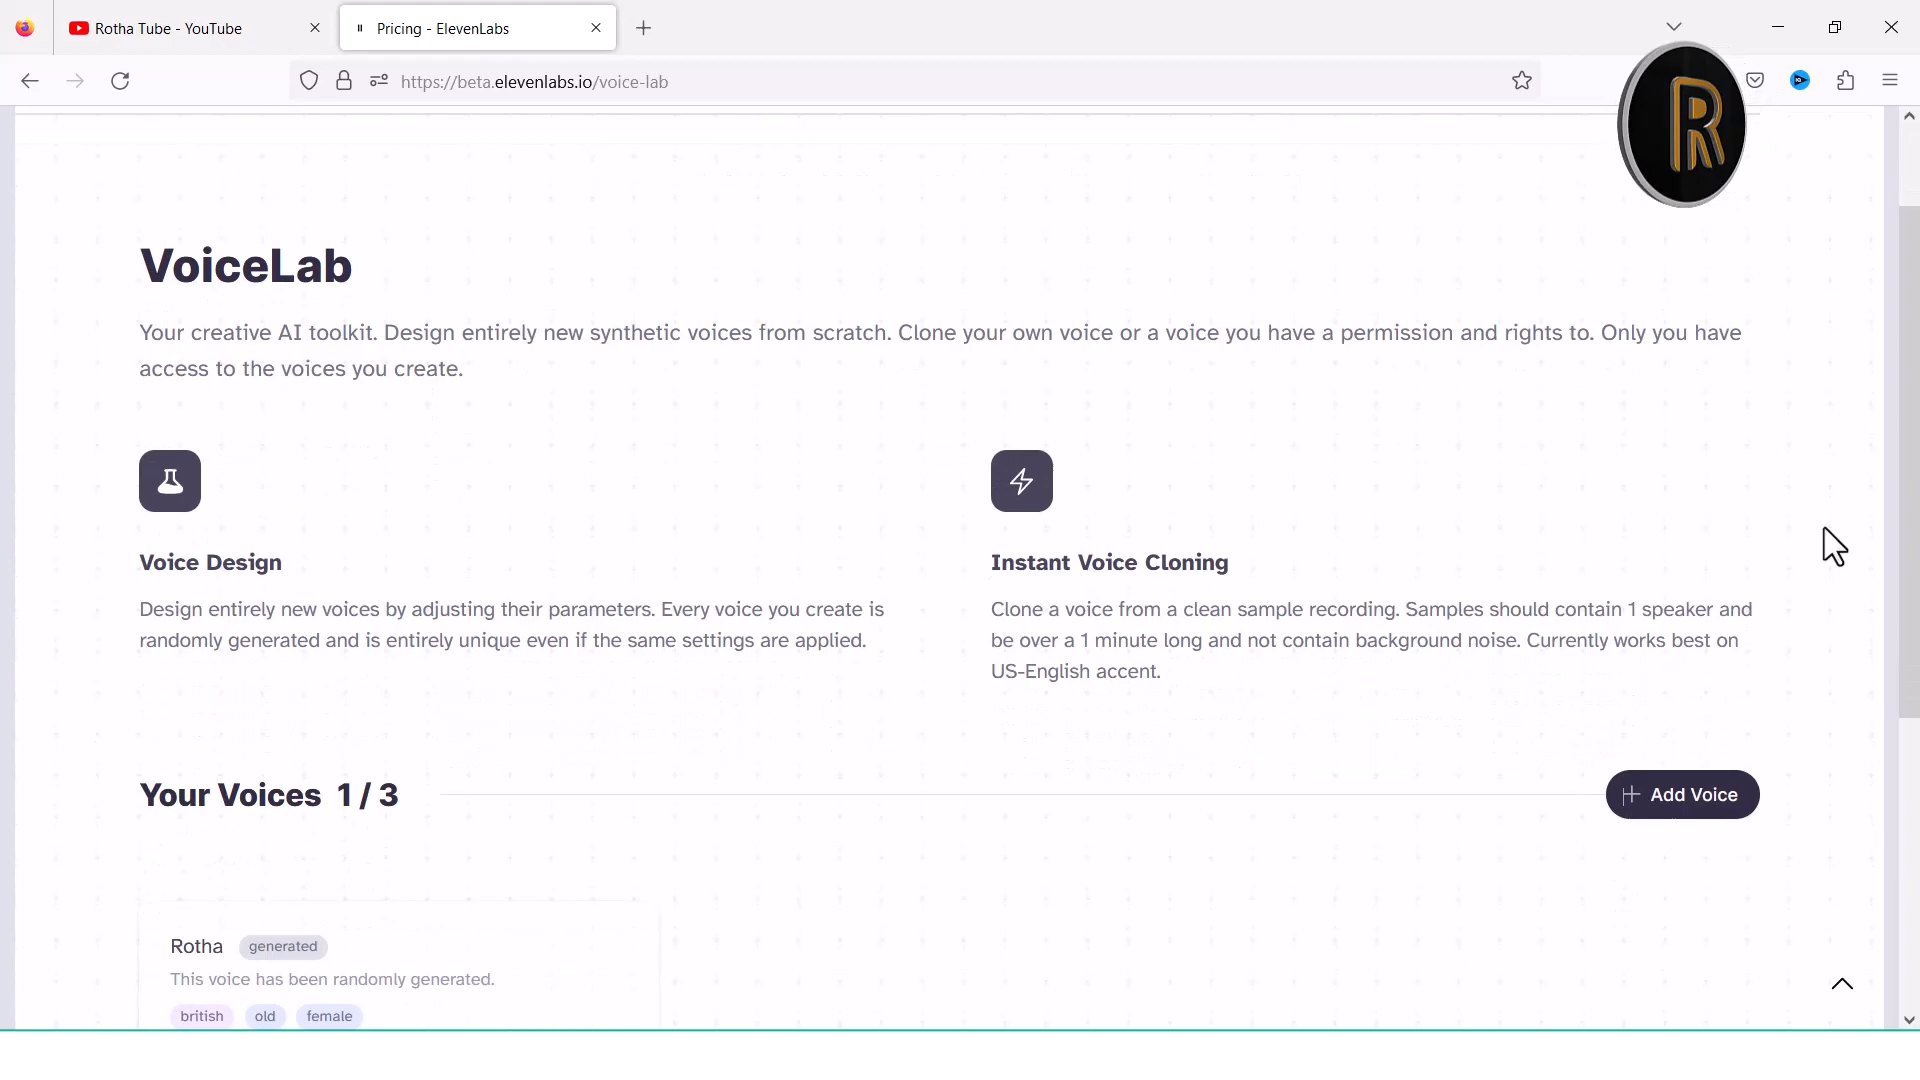 Rotha Tube - YouTube
Pricing - ElevenLabs
https://beta.elevenlabs.io/voice-lab
R
VoiceLab
Your creative AI toolkit. Design entirely new synthetic voices from scratch. Clone your own voice or a voice you have a permission and rights to. Only you have
access to the voices you create.
Voice Design
Design entirely new voices by adjusting their parameters. Every voice you create is
randomly generated and is entirely unique even if the same settings are applied.
Instant Voice Cloning
Clone a voice from a clean sample recording. Samples should contain 1 speaker and
be over a 1 minute long and not contain background noise. Currently works best on
US-English accent.
Your Voices 1 / 3
Add Voice
Rotha generated
This voice has been randomly generated.
british old female